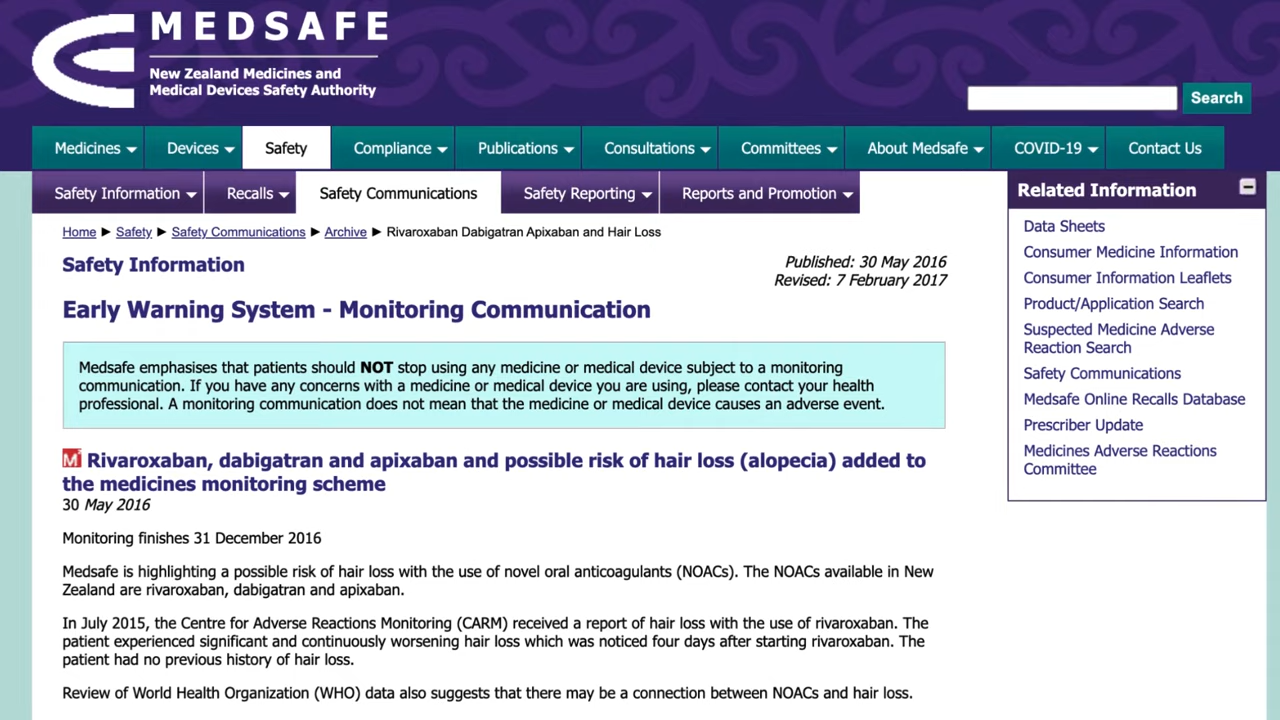 MEDSAFE
New Zealand Medicines and
Medical Devices Safety Authority
Search
Medicines
Devices
Safety
Compliance
Publications
Consultations
Committees
About Medsafe
COVID-19
Contact Us
Safety Information
Recalls
Safety Communications
Safety Reporting
Reports and Promotion
Home ► Safety ► Safety Communications ► Archive ► Rivaroxaban Dabigatran Apixaban and Hair Loss
Safety Information
Published: 30 May 2016
Revised: 7 February 2017
Early Warning System - Monitoring Communication
Medsafe emphasises that patients should NOT stop using any medicine or medical device subject to a monitoring
communication. If you have any concerns with a medicine or medical device you are using, please contact your health
professional. A monitoring communication does not mean that the medicine or medical device causes an adverse event.
M Rivaroxaban, dabigatran and apixaban and possible risk of hair loss (alopecia) added to
the medicines monitoring scheme
30 May 2016
Monitoring finishes 31 December 2016
Medsafe is highlighting a possible risk of hair loss with the use of novel oral anticoagulants (NOACs). The NOACs available in New
Zealand are rivaroxaban, dabigatran and apixaban.
In July 2015, the Centre for Adverse Reactions Monitoring (CARM) received a report of hair loss with the use of rivaroxaban. The
patient experienced significant and continuously worsening hair loss which was noticed four days after starting rivaroxaban. The
patient had no previous history of hair loss.
Review of World Health Organization (WHO) data also suggests that there may be a connection between NOACs and hair loss.
Related Information
Data Sheets
Consumer Medicine Information
Consumer Information Leaflets
Product/Application Search
Suspected Medicine Adverse
Reaction Search
Safety Communications
Medsafe Online Recalls Database
Prescriber Update
Medicines Adverse Reactions
Committee